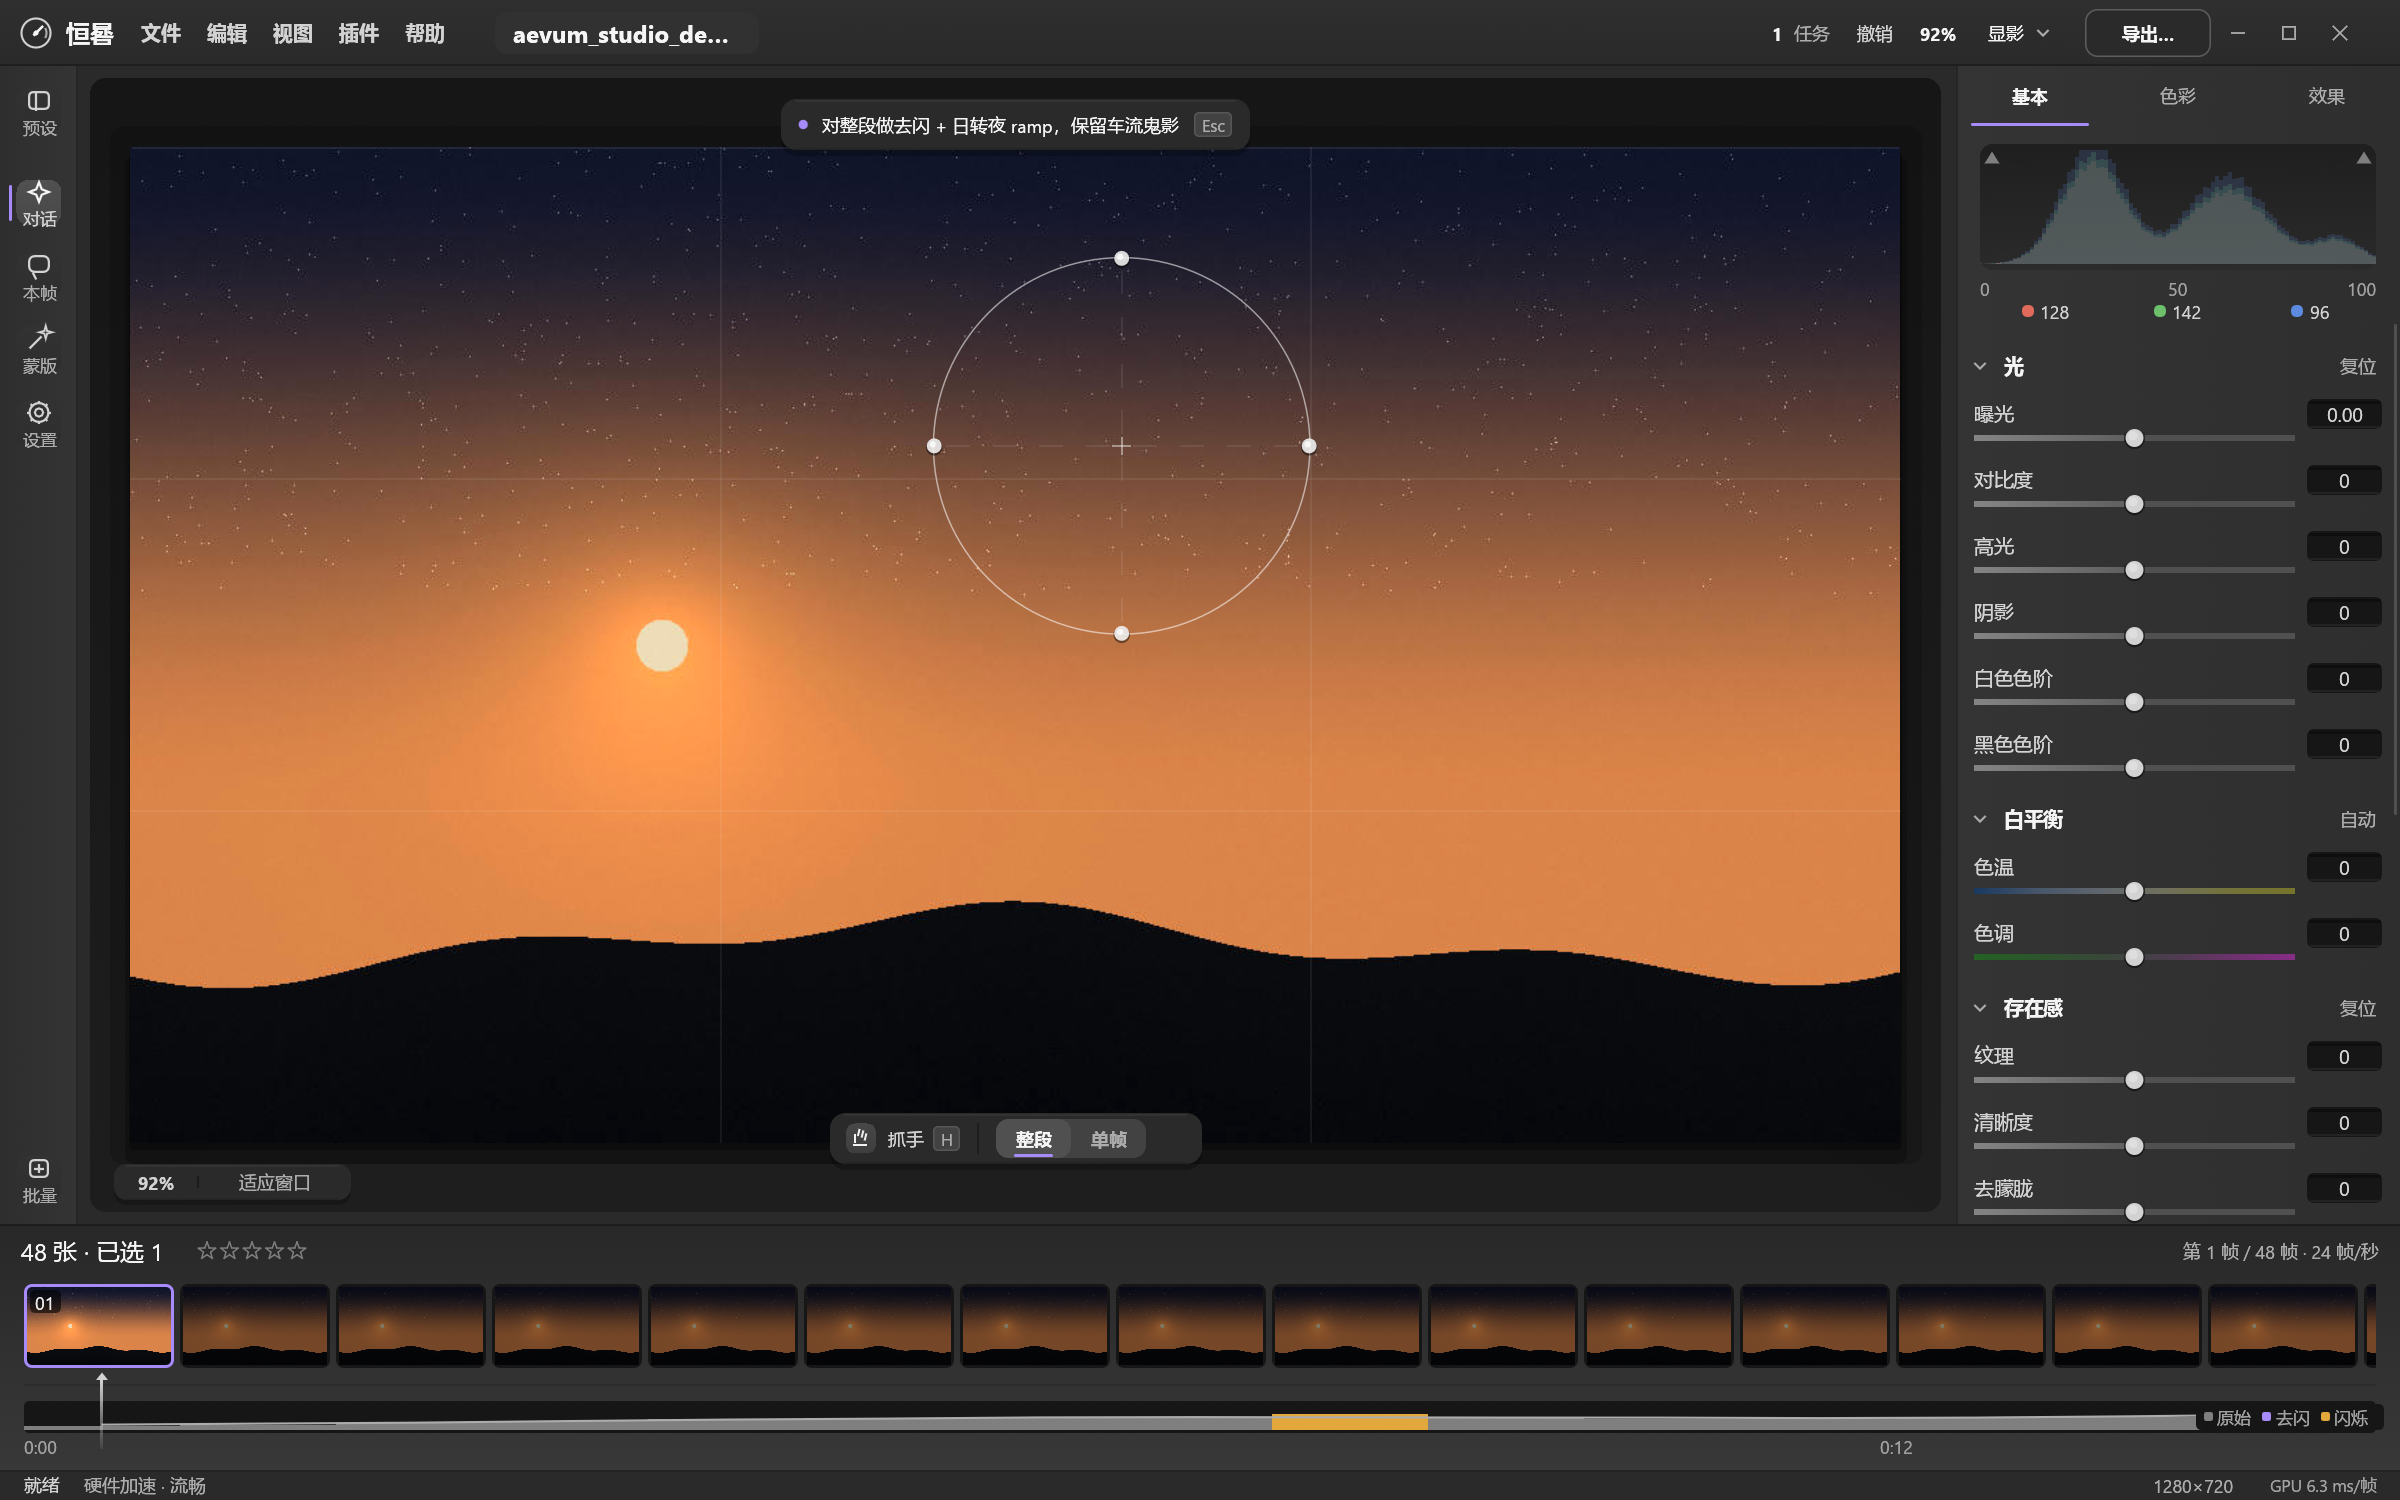 恒晷 文件 编辑 视图 插件 帮助 aevum_studio_de... 1 任务 撤销 92% 显影 导出...
预设
对话
本帧
蒙版
设置
批量
对整段做去闪 + 日转夜 ramp，保留车流鬼影 Esc
抓手 H 整段 单帧
92% 适应窗口
基本 色彩 效果
0 50 100
128 142 96
光 复位
曝光 0.00
对比度 0
高光 0
阴影 0
白色色阶 0
黑色色阶 0
白平衡 自动
色温 0
色调 0
存在感 复位
纹理 0
清晰度 0
去朦胧 0
48 张 · 已选 1 ☆☆☆☆☆ 第 1 帧 / 48 帧 · 24 帧/秒
01
原始 去闪 闪烁
0:00 0:12
就绪 硬件加速 · 流畅 1280×720 GPU 6.3 ms/帧